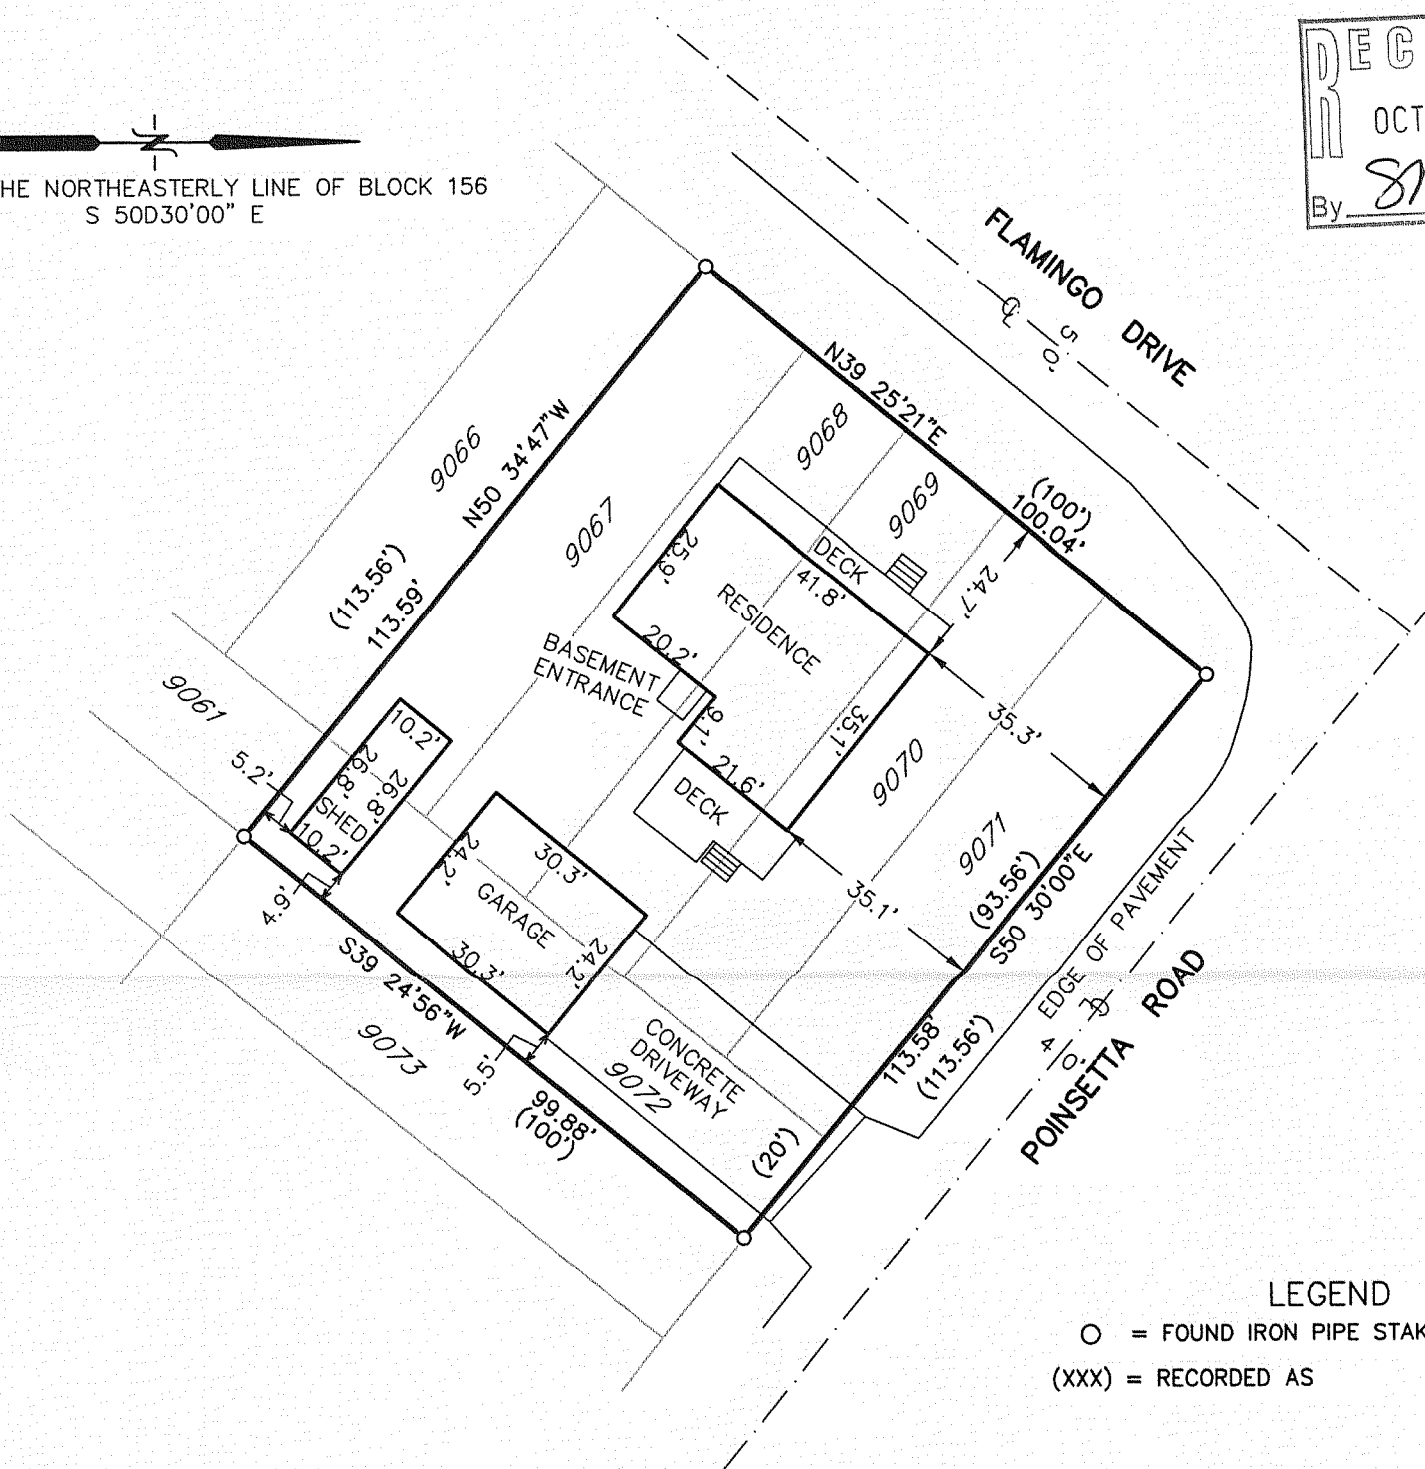 REC
OCT
By
HE NORTHEASTERLY LINE OF BLOCK 156
S 50D30'00" E
FLAMINGO DRIVE
50'
N39 25'21"E
(100')
100.04'
N50 34'47"W
(113.56')
113.59'
9066
9067
9068
9069
9070
9071
9061
DECK
24.7'
41.8'
25.9'
RESIDENCE
20.2'
BASEMENT
ENTRANCE
9.1'
35.1'
35.3'
21.6'
DECK
35.1'
10.2'
26.8'
26.8'
SHED
10.2'
5.2'
4.6'
24.2'
30.3'
GARAGE
30.3'
24.2'
5.5'
S39 24'56"W
9073
99.88'
(100')
CONCRETE
DRIVEWAY
9072
(20')
(93.56')
S50 30'00"E
113.58'
(113.56')
EDGE OF PAVEMENT
40'
POINSETTA ROAD
LEGEND
O = FOUND IRON PIPE STAK
(XXX) = RECORDED AS